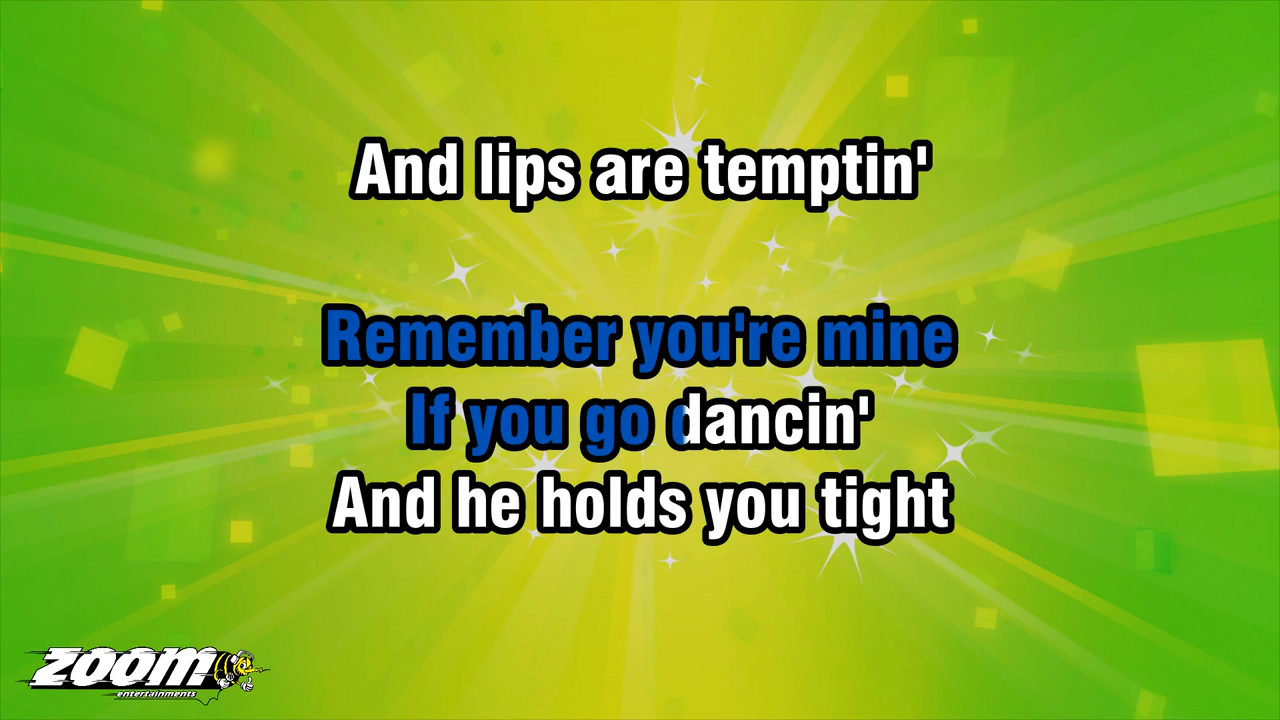 And lips are temptin'
Remember you're mine
If you go dancin'
And he holds you tight
zoom
entertainments